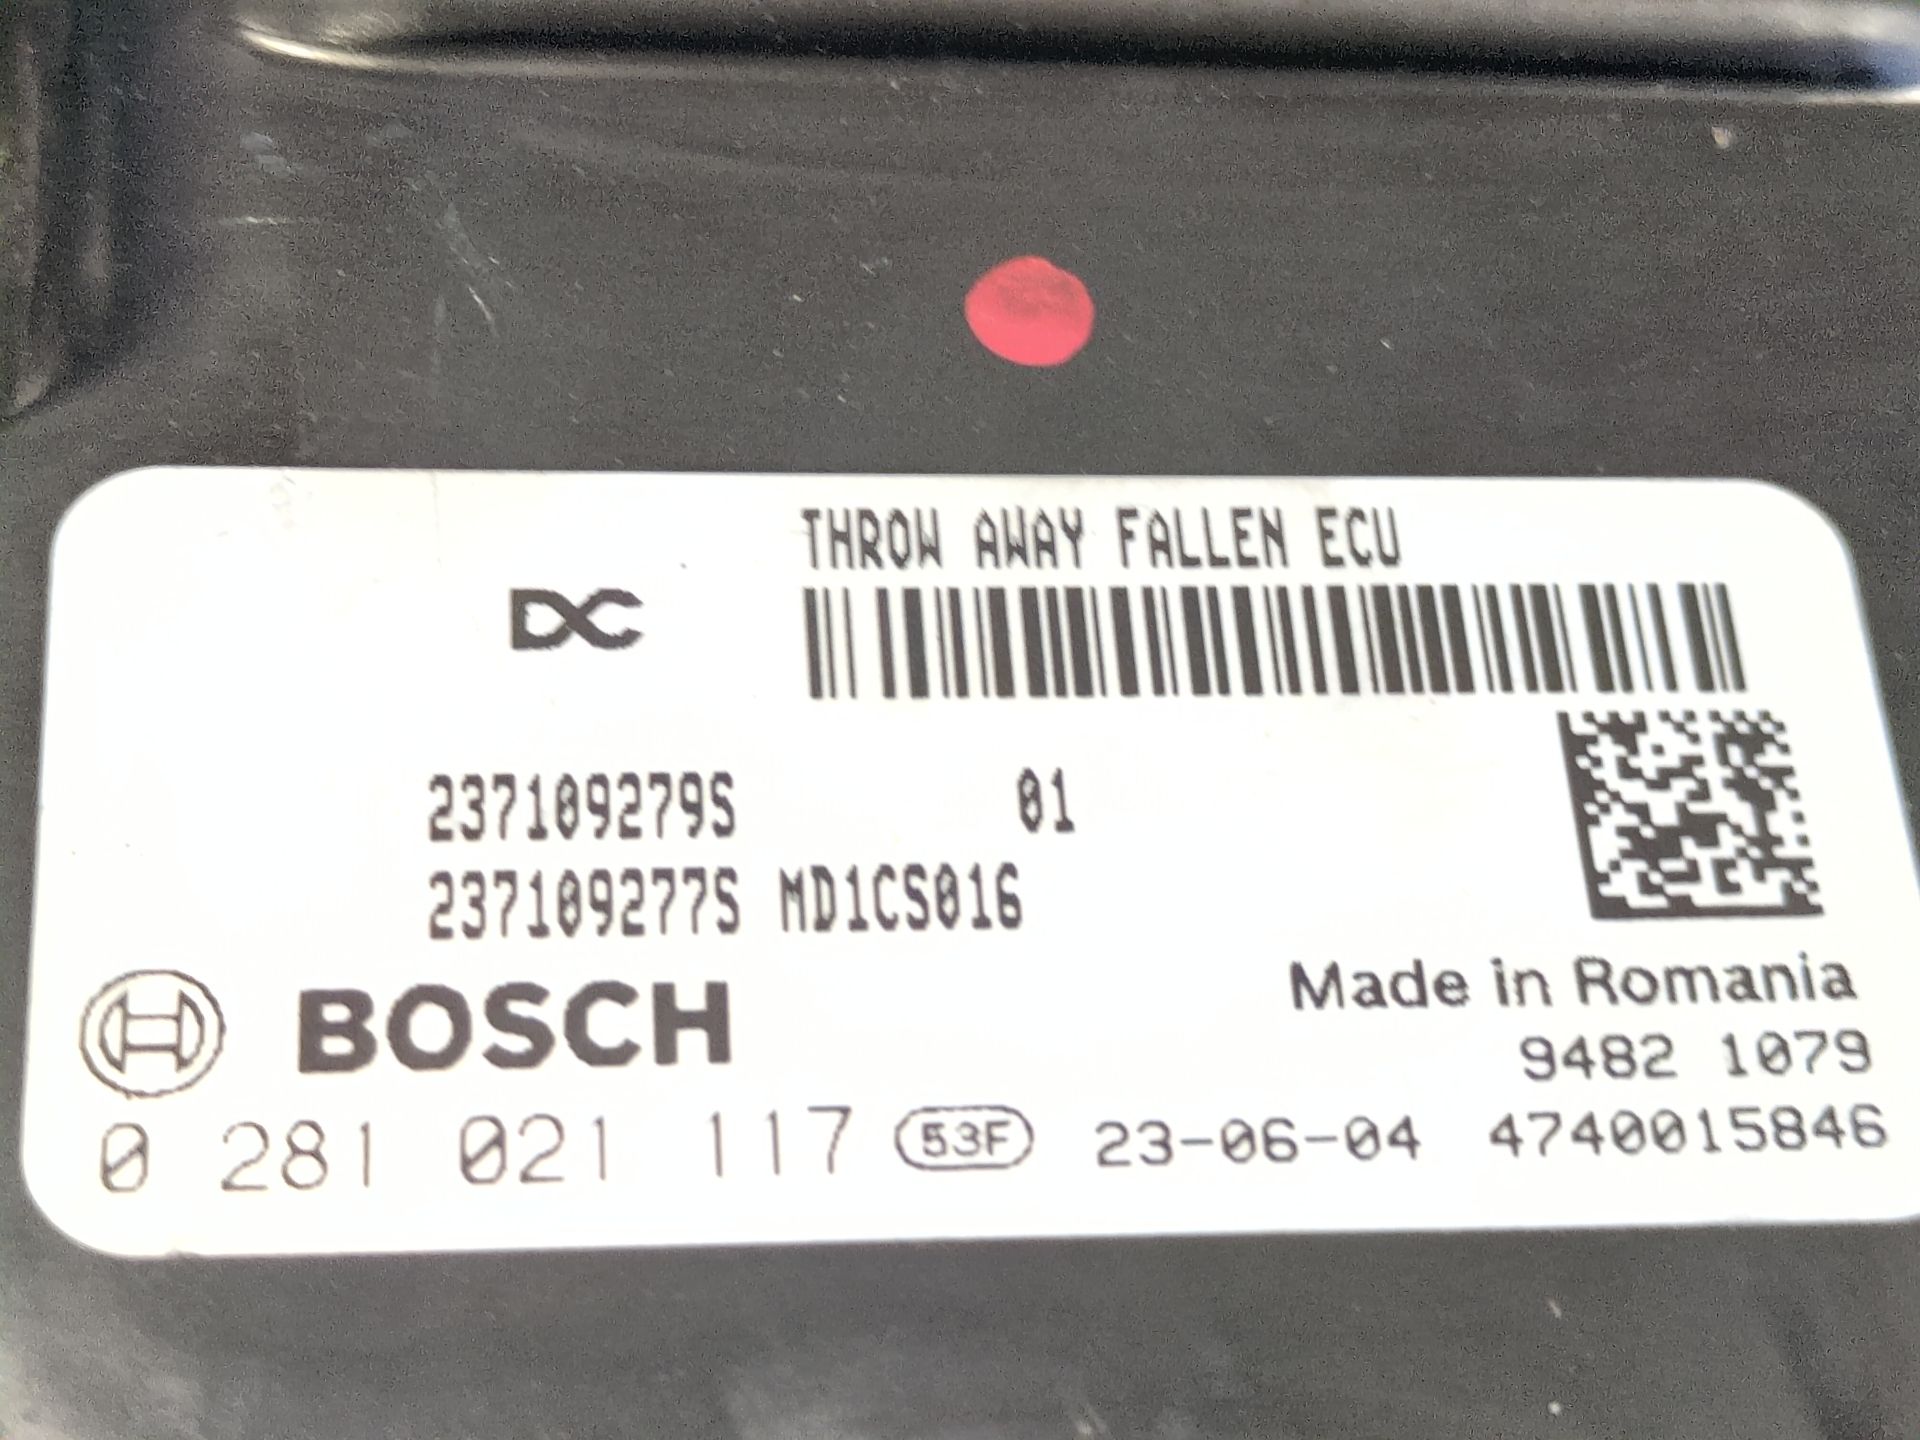 THROW AWAY FALLEN ECU
DC
237109279S 01
237109277S MD1CS016
BOSCH
Made in Romania
9482 1079
0 281 021 117 53F 23-06-04 4740015846